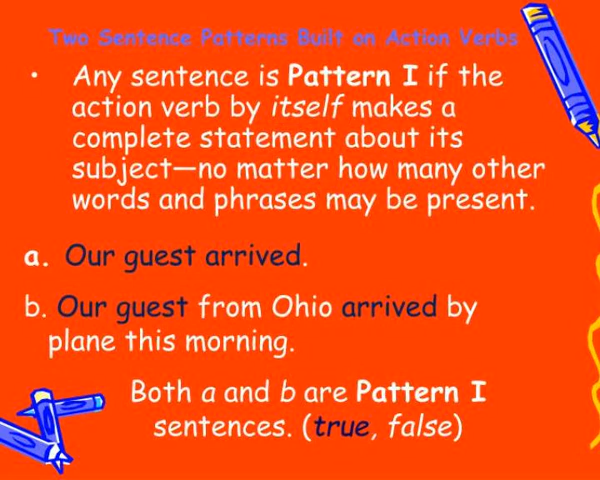 Two Sentence Patterns Built on Action Verbs
• Any sentence is Pattern I if the
action verb by itself makes a
complete statement about its
subject—no matter how many other
words and phrases may be present.
a. Our guest arrived.
b. Our guest from Ohio arrived by
plane this morning.
Both a and b are Pattern I
sentences. (true, false)